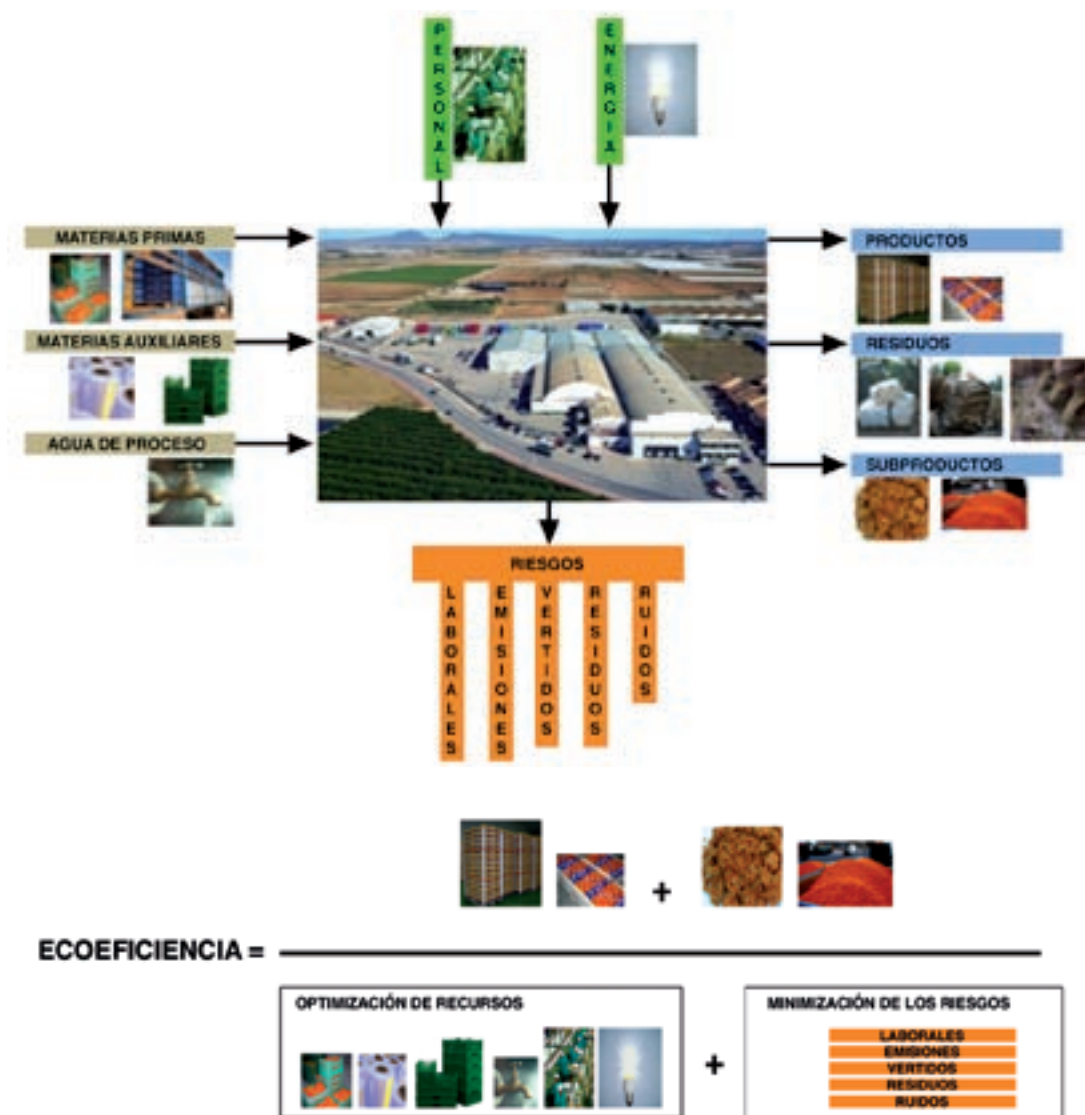 PERSONAL
ENERGIA
MATERIAS PRIMAS
MATERIAS AUXILIARES
AGUA DE PROCESO
PRODUCTOS
RESIDUOS
SUBPRODUCTOS
RIESGOS
LABORALES
EMISIONES
VERTIDOS
RESIDUOS
RUIDOS
+
ECOEFICIENCIA =
OPTIMIZACIÓN DE RECURSOS
+
MINIMIZACIÓN DE LOS RIESGOS
LABORALES
EMISIONES
VERTIDOS
RESIDUOS
RUIDOS